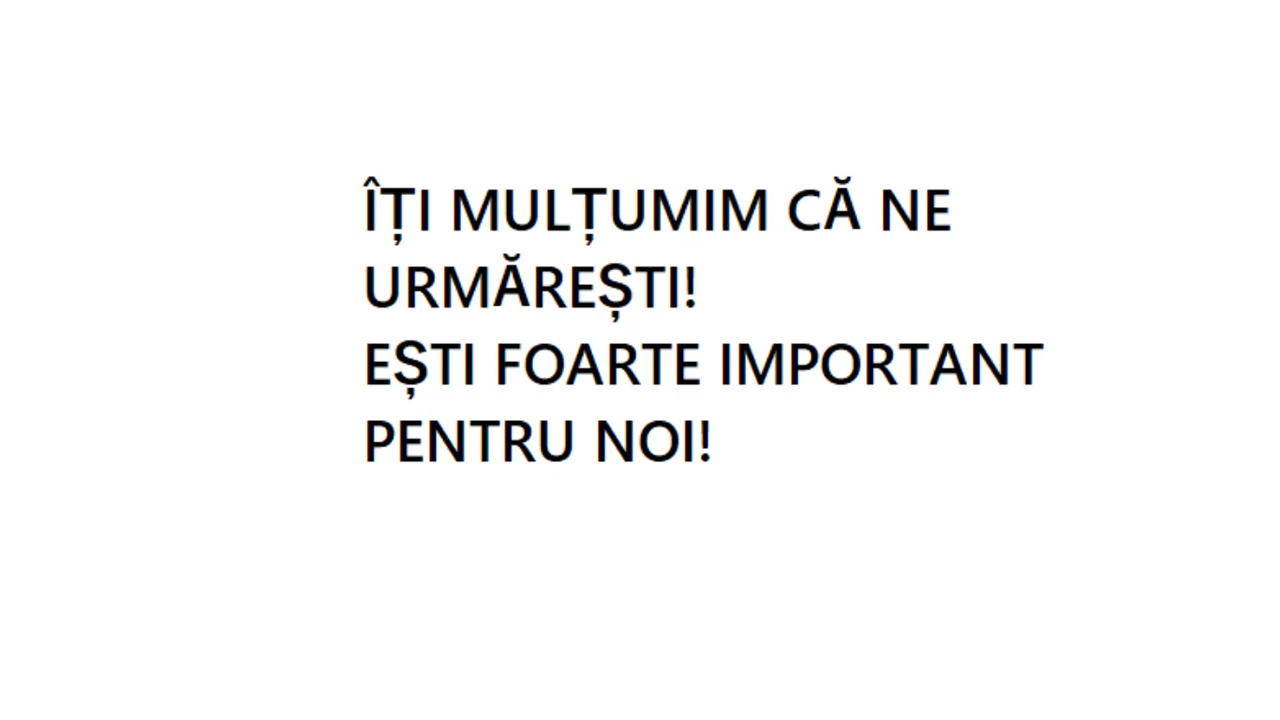 ÎȚI MULȚUMIM CĂ NE
URMĂREȘTI!
EȘTI FOARTE IMPORTANT
PENTRU NOI!